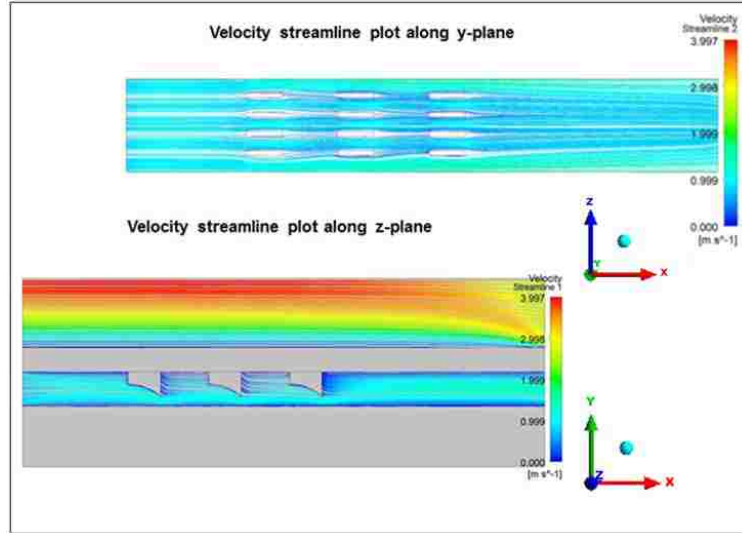 Velocity streamline plot along y-plane
Velocity
Streamline 2
3.997
2.998
1.999
0.999
0.000
[m s^-1]
Z
Y
X
Velocity streamline plot along z-plane
Velocity
Streamline 1
3.997
2.998
1.999
0.999
0.000
[m s^-1]
Y
Z
X